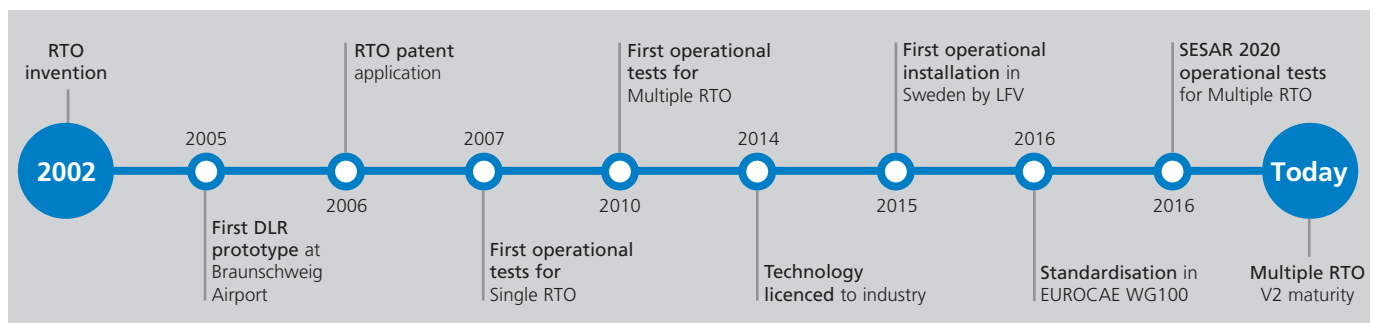 RTO
invention
2002
2005
First DLR
prototype at
Braunschweig
Airport
RTO patent
application
2006
2007
First operational
tests for
Single RTO
First operational
tests for
Multiple RTO
2010
2014
Technology
licenced to industry
First operational
installation in
Sweden by LFV
2015
2016
Standardisation in
EUROCAE WG100
SESAR 2020
operational tests
for Multiple RTO
2016
Today
Multiple RTO
V2 maturity